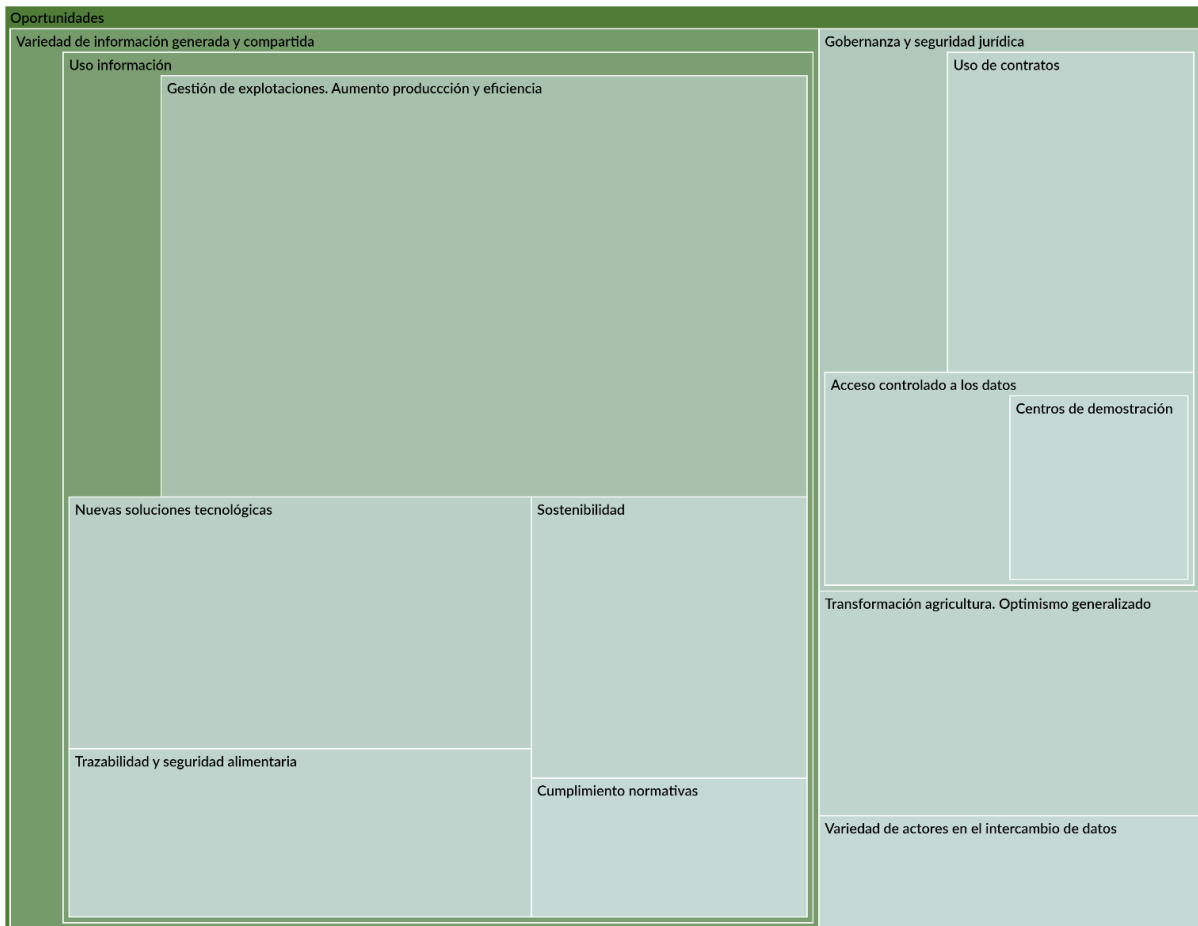 Oportunidades
Variedad de información generada y compartida
Uso información
Gestión de explotaciones. Aumento produccción y eficiencia
Nuevas soluciones tecnológicas
Sostenibilidad
Trazabilidad y seguridad alimentaria
Cumplimiento normativas
Gobernanza y seguridad jurídica
Uso de contratos
Acceso controlado a los datos
Centros de demostración
Transformación agricultura. Optimismo generalizado
Variedad de actores en el intercambio de datos